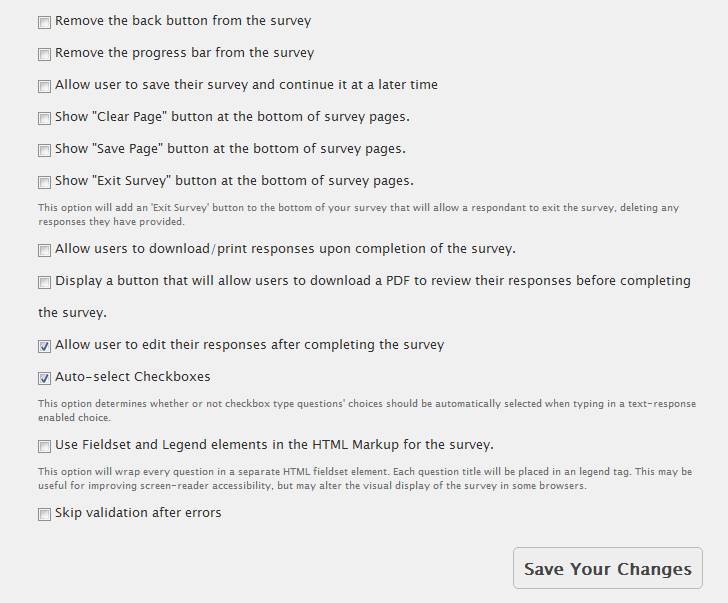 Remove the back button from the survey
Remove the progress bar from the survey
Allow user to save their survey and continue it at a later time
Show "Clear Page" button at the bottom of survey pages.
Show "Save Page" button at the bottom of survey pages.
Show "Exit Survey" button at the bottom of survey pages.
This option will add an 'Exit Survey' button to the bottom of your survey that will allow a respondant to exit the survey, deleting any
responses they have provided.
Allow users to download/print responses upon completion of the survey.
Display a button that will allow users to download a PDF to review their responses before completing
the survey.
Allow user to edit their responses after completing the survey
Auto-select Checkboxes
This option determines whether or not checkbox type questions' choices should be automatically selected when typing in a text-response
enabled choice.
Use Fieldset and Legend elements in the HTML Markup for the survey.
This option will wrap every question in a separate HTML fieldset element. Each question title will be placed in an legend tag. This may be
useful for improving screen-reader accessibility, but may alter the visual display of the survey in some browsers.
Skip validation after errors
Save Your Changes